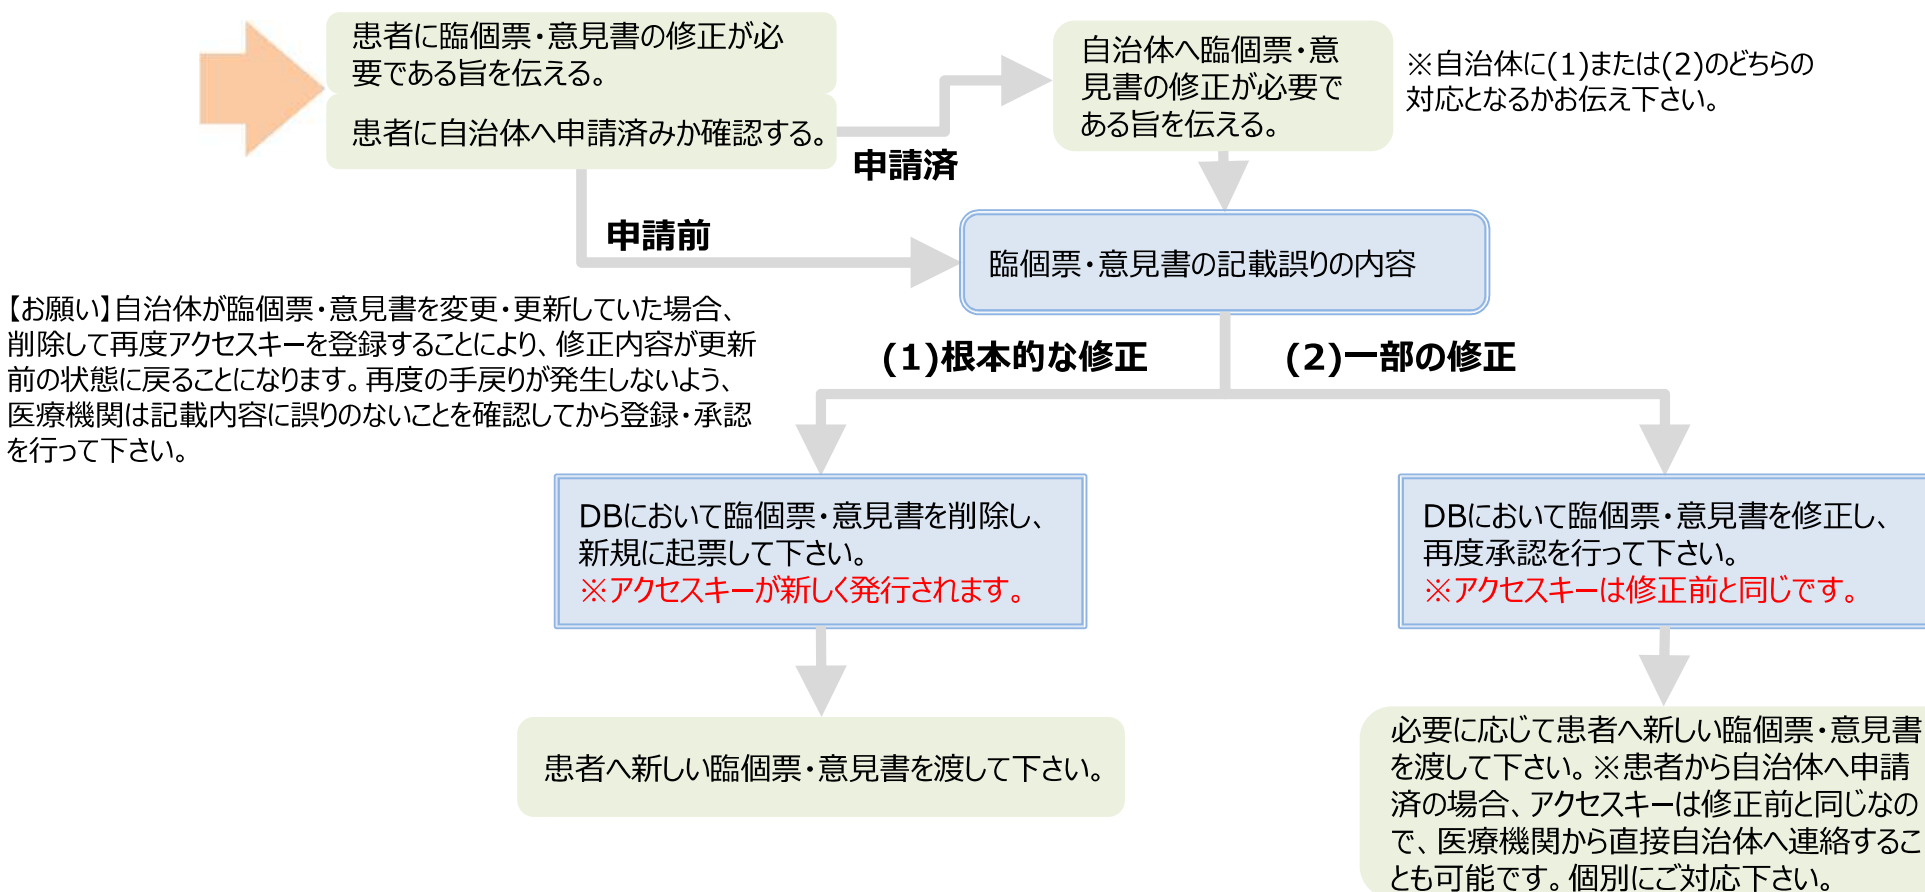 患者に臨個票・意見書の修正が必
要である旨を伝える。
患者に自治体へ申請済みか確認する。
申請済
自治体へ臨個票・意
見書の修正が必要で
ある旨を伝える。
※自治体に(1)または(2)のどちらの
対応となるかお伝え下さい。
申請前
臨個票・意見書の記載誤りの内容
【お願い】自治体が臨個票・意見書を変更・更新していた場合、
削除して再度アクセスキーを登録することにより、修正内容が更新
前の状態に戻ることになります。再度の手戻りが発生しないよう、
医療機関は記載内容に誤りのないことを確認してから登録・承認
を行って下さい。
(1)根本的な修正
(2)一部の修正
DBにおいて臨個票・意見書を削除し、
新規に起票して下さい。
※アクセスキーが新しく発行されます。
DBにおいて臨個票・意見書を修正し、
再度承認を行って下さい。
※アクセスキーは修正前と同じです。
患者へ新しい臨個票・意見書を渡して下さい。
必要に応じて患者へ新しい臨個票・意見書
を渡して下さい。※患者から自治体へ申請
済の場合、アクセスキーは修正前と同じなの
で、医療機関から直接自治体へ連絡するこ
とも可能です。個別にご対応下さい。